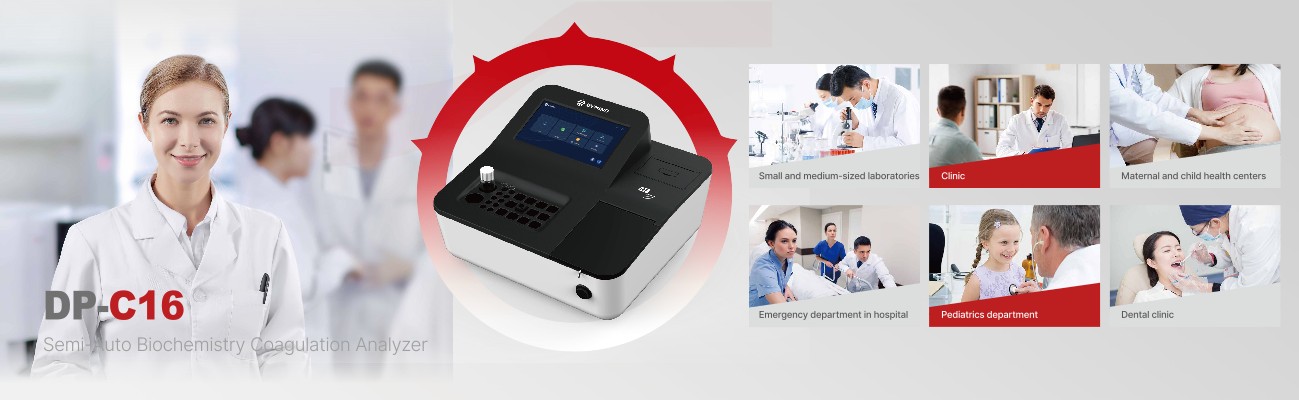 DP-C16
Semi-Auto Biochemistry Coagulation Analyzer
C16
Small and medium-sized laboratories
Clinic
Maternal and child health centers
Emergency department in hospital
Pediatrics department
Dental clinic